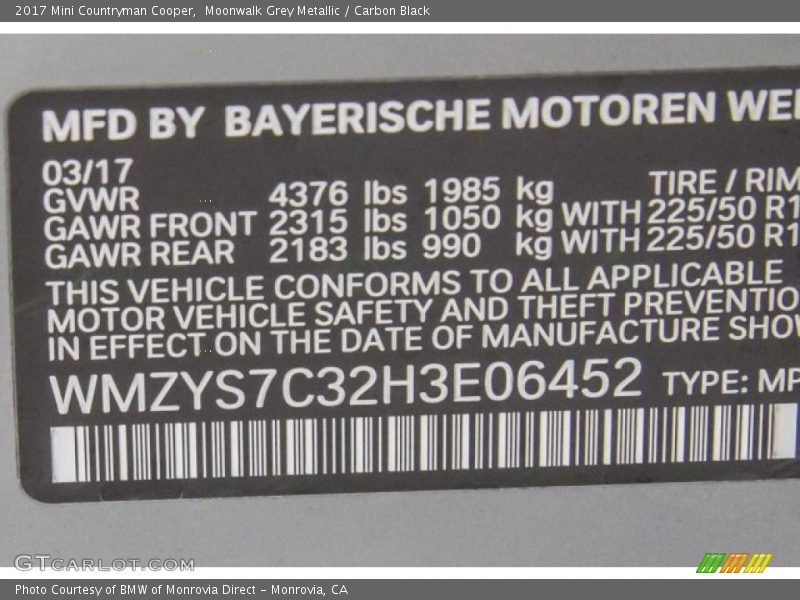 2017 Mini Countryman Cooper, Moonwalk Grey Metallic / Carbon Black
MFD BY BAYERISCHE MOTOREN WE
03/17 TIRE / RIM
GVWR 4376 lbs 1985 kg
GAWR FRONT 2315 lbs 1050 kg WITH 225/50 R1
GAWR REAR 2183 lbs 990 kg WITH 225/50 R1
THIS VEHICLE CONFORMS TO ALL APPLICABLE
MOTOR VEHICLE SAFETY AND THEFT PREVENTIO
IN EFFECT ON THE DATE OF MANUFACTURE SHOW
WMZYS7C32H3E06452 TYPE: MP
GTCARLOT.COM
Photo Courtesy of BMW of Monrovia Direct - Monrovia, CA